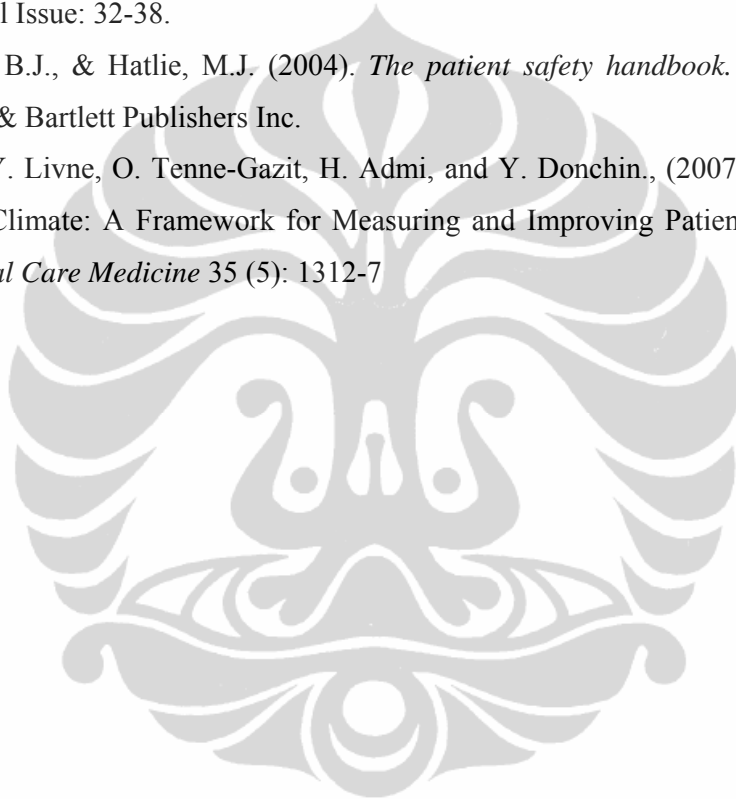 l Issue: 32-38.
B.J., & Hatlie, M.J. (2004). The patient safety handbook.
& Bartlett Publishers Inc.
Y. Livne, O. Tenne-Gazit, H. Admi, and Y. Donchin., (2007
Climate: A Framework for Measuring and Improving Patien
al Care Medicine 35 (5): 1312-7